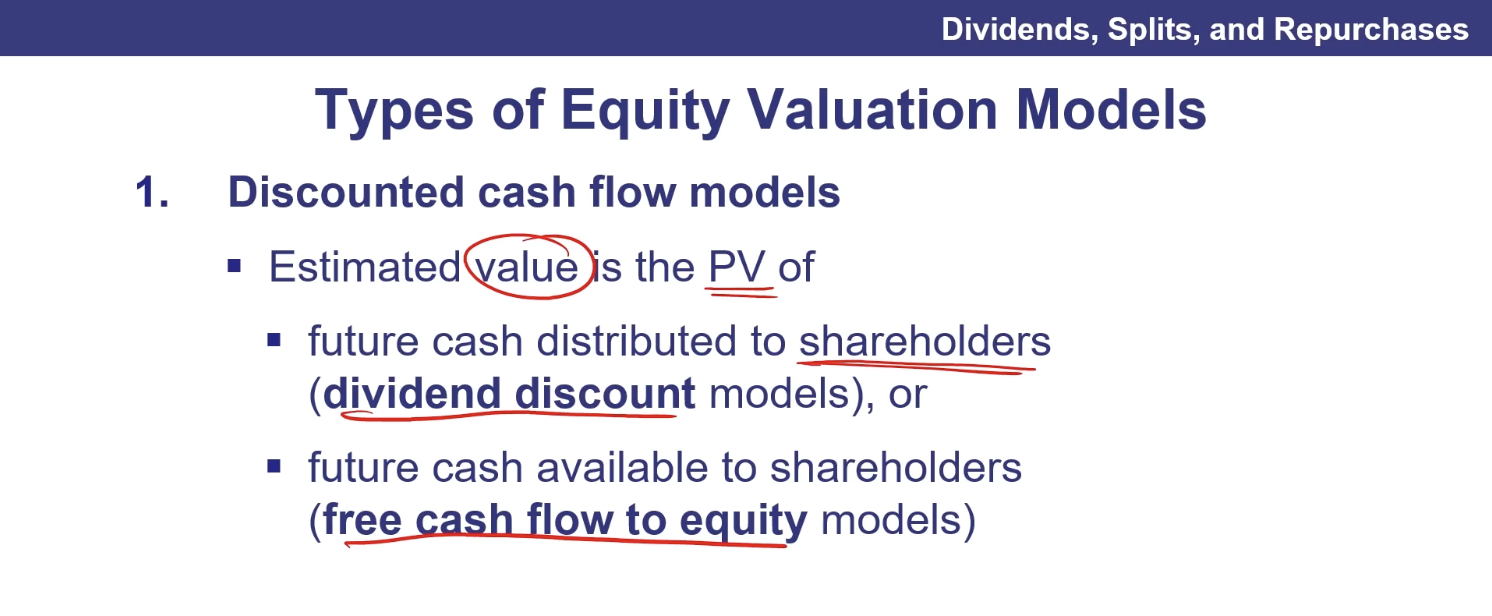 Dividends, Splits, and Repurchases
Types of Equity Valuation Models
1. Discounted cash flow models
▪ Estimated value is the PV of
▪ future cash distributed to shareholders
(dividend discount models), or
▪ future cash available to shareholders
(free cash flow to equity models)